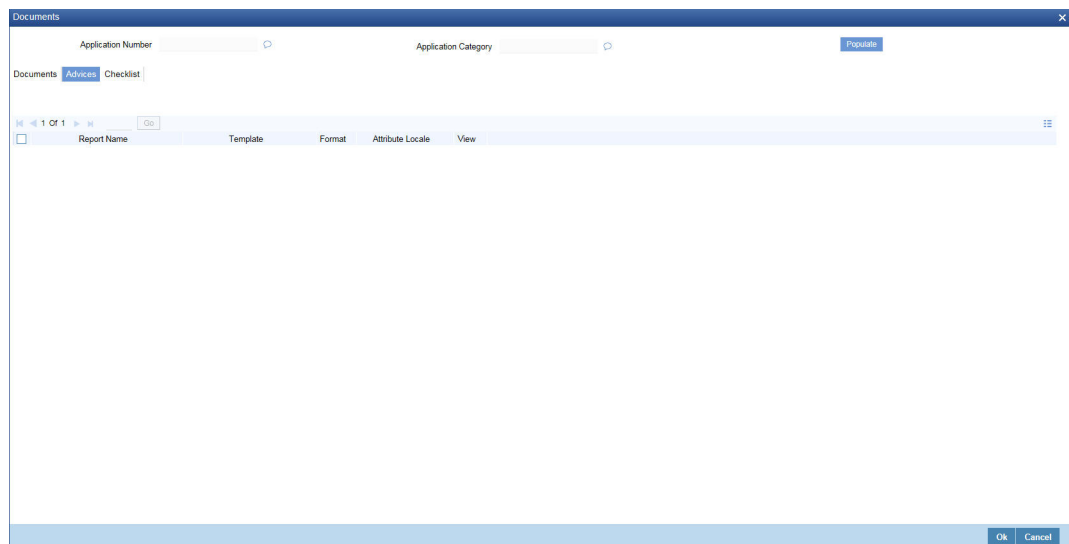 Documents
Application Number Application Category Populate
Documents Advices Checklist
1 Of 1 Go
Report Name Template Format Attribute Locale View
Ok Cancel